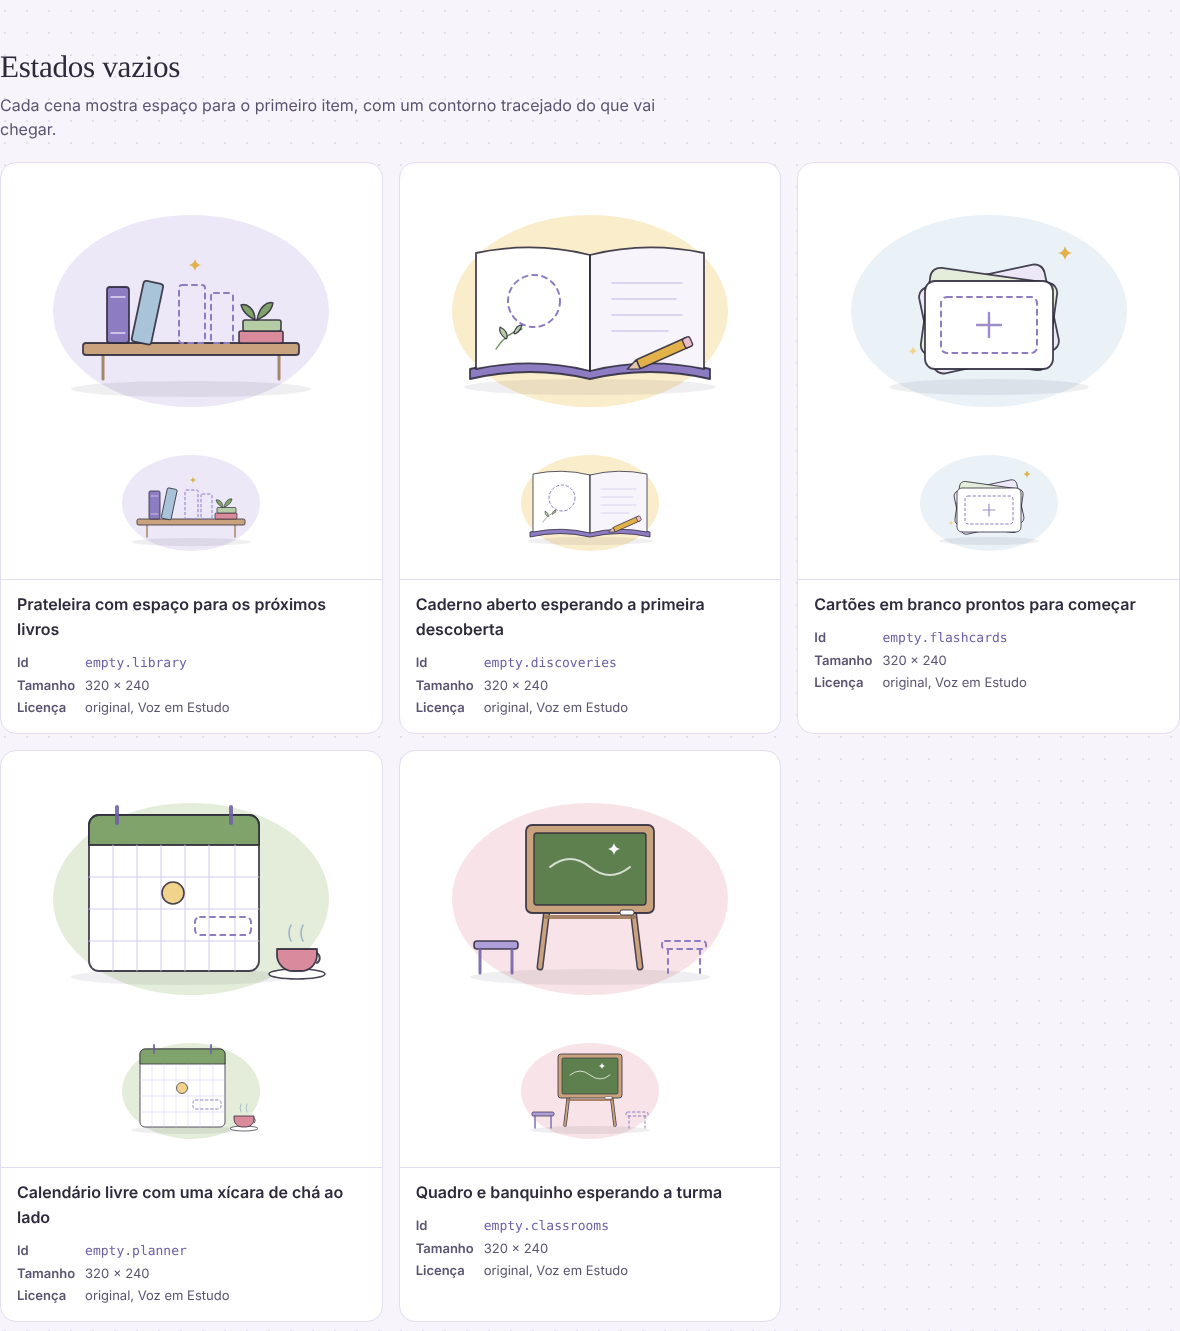 Estados vazios
Cada cena mostra espaço para o primeiro item, com um contorno tracejado do que vai
chegar.
Prateleira com espaço para os próximos
livros
Id empty.library
Tamanho 320 × 240
Licença original, Voz em Estudo
Caderno aberto esperando a primeira
descoberta
Id empty.discoveries
Tamanho 320 × 240
Licença original, Voz em Estudo
Cartões em branco prontos para começar
Id empty.flashcards
Tamanho 320 × 240
Licença original, Voz em Estudo
Calendário livre com uma xícara de chá ao
lado
Id empty.planner
Tamanho 320 × 240
Licença original, Voz em Estudo
Quadro e banquinho esperando a turma
Id empty.classrooms
Tamanho 320 × 240
Licença original, Voz em Estudo